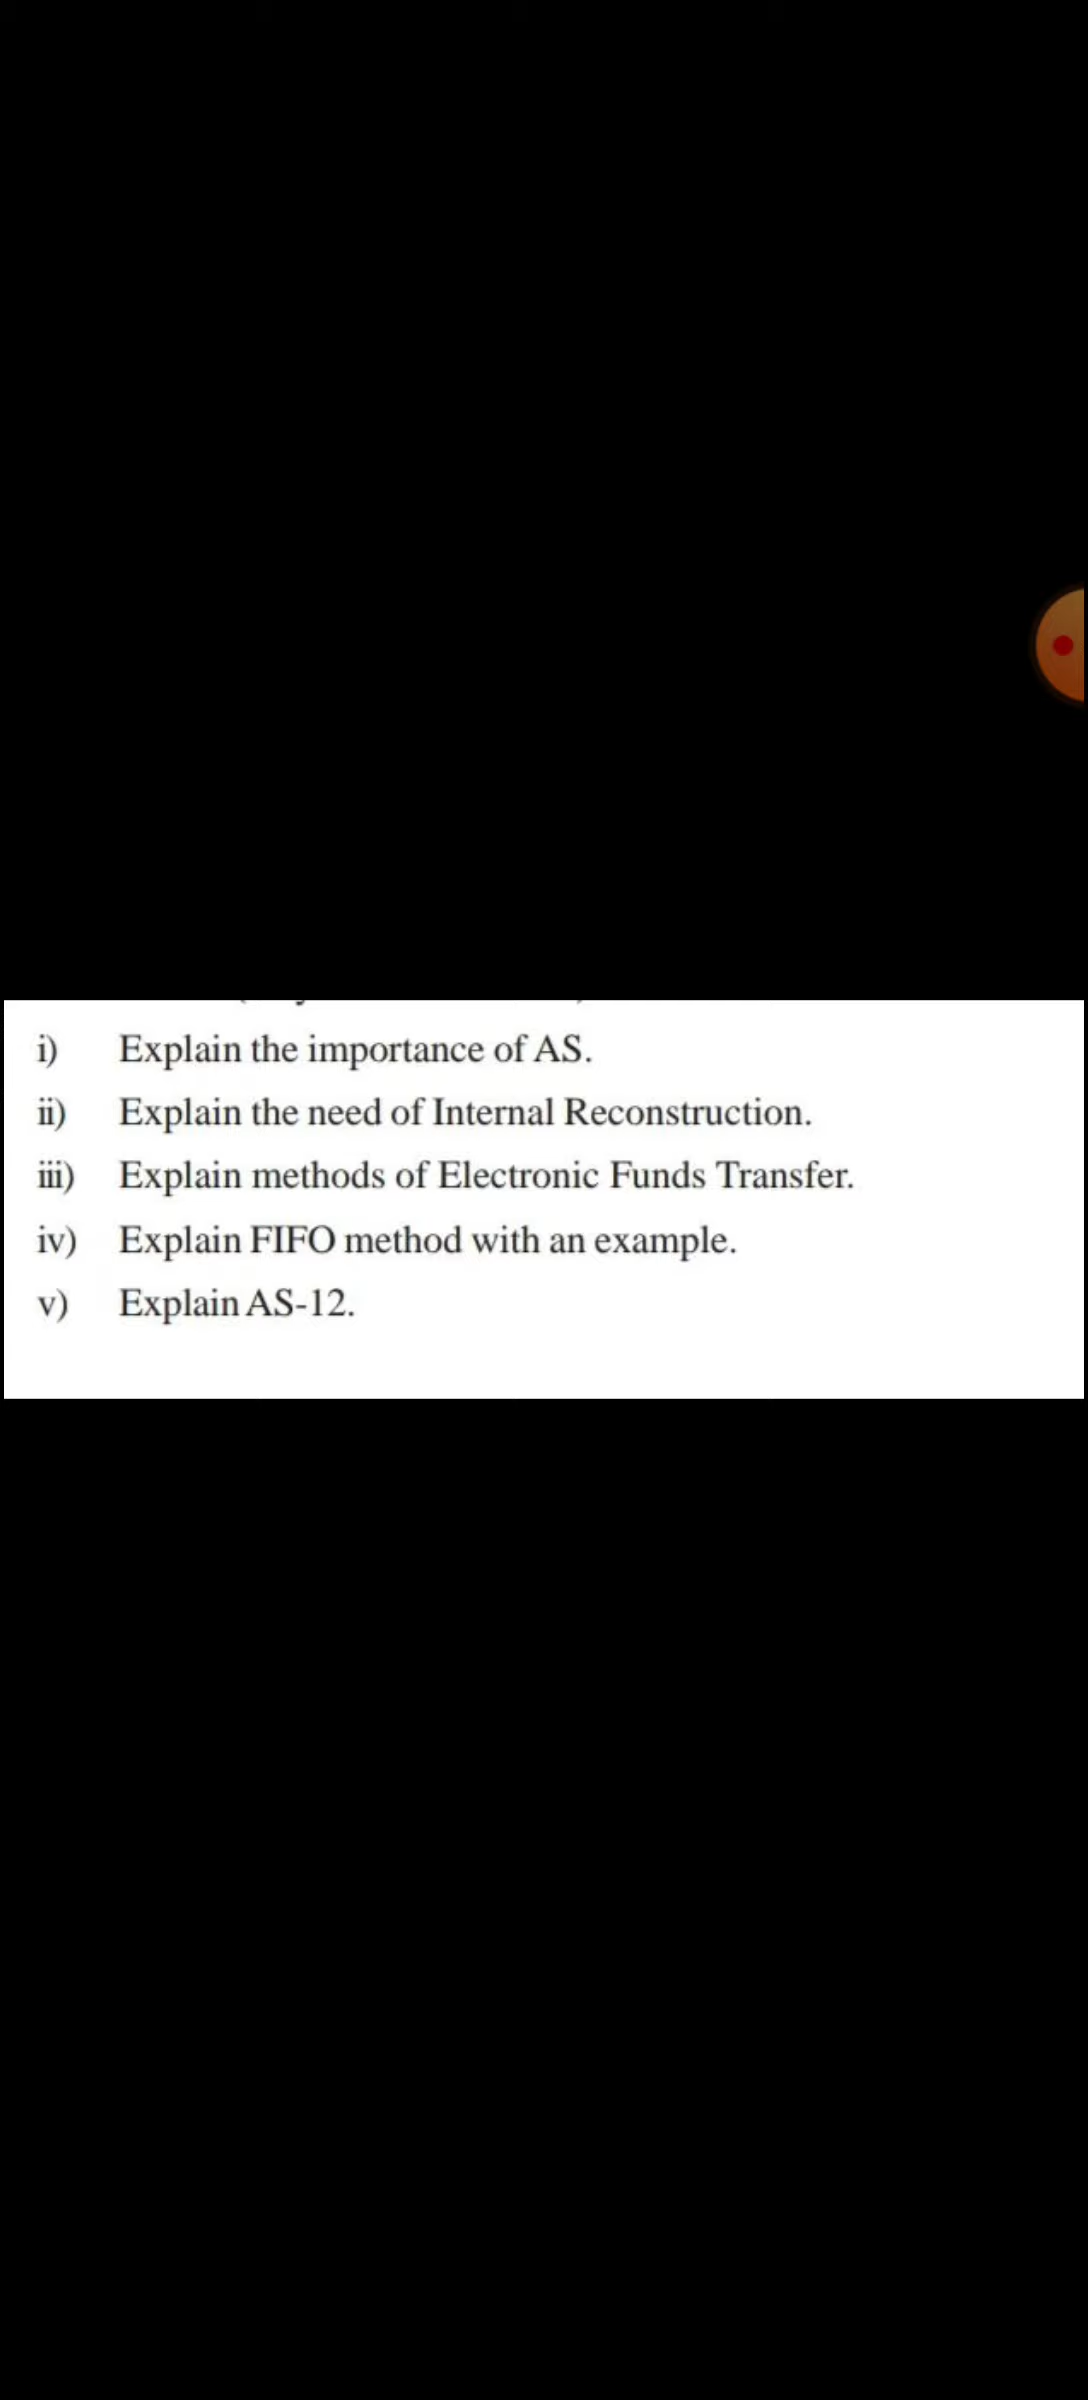 i) Explain the importance of AS.
ii) Explain the need of Internal Reconstruction.
iii) Explain methods of Electronic Funds Transfer.
iv) Explain FIFO method with an example.
v) Explain AS-12.